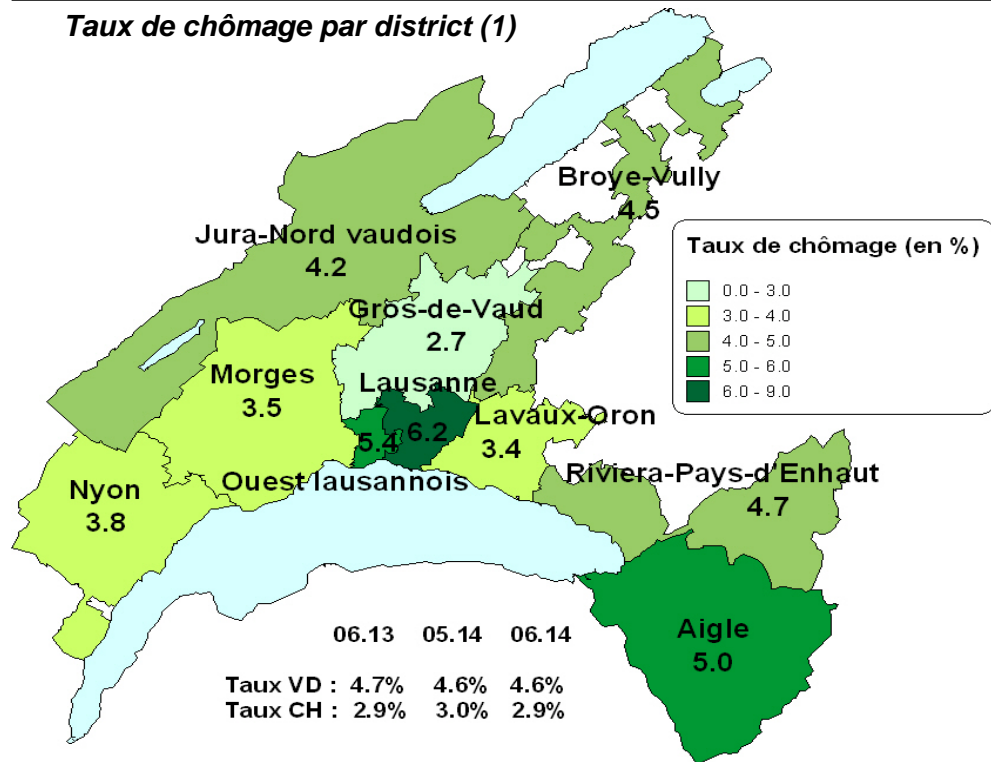 Taux de chômage par district (1)
Broye-Vully
4.5
Jura-Nord vaudois
4.2
Taux de chômage (en %)
0.0 - 3.0
3.0 - 4.0
4.0 - 5.0
5.0 - 6.0
6.0 - 9.0
Gros-de-Vaud
2.7
Morges
3.5
Lausanne
6.2
5.4
Lavaux-Oron
3.4
Ouest lausannois
Riviera-Pays-d'Enhaut
4.7
Nyon
3.8
Aigle
5.0
06.13 05.14 06.14
Taux VD : 4.7% 4.6% 4.6%
Taux CH : 2.9% 3.0% 2.9%